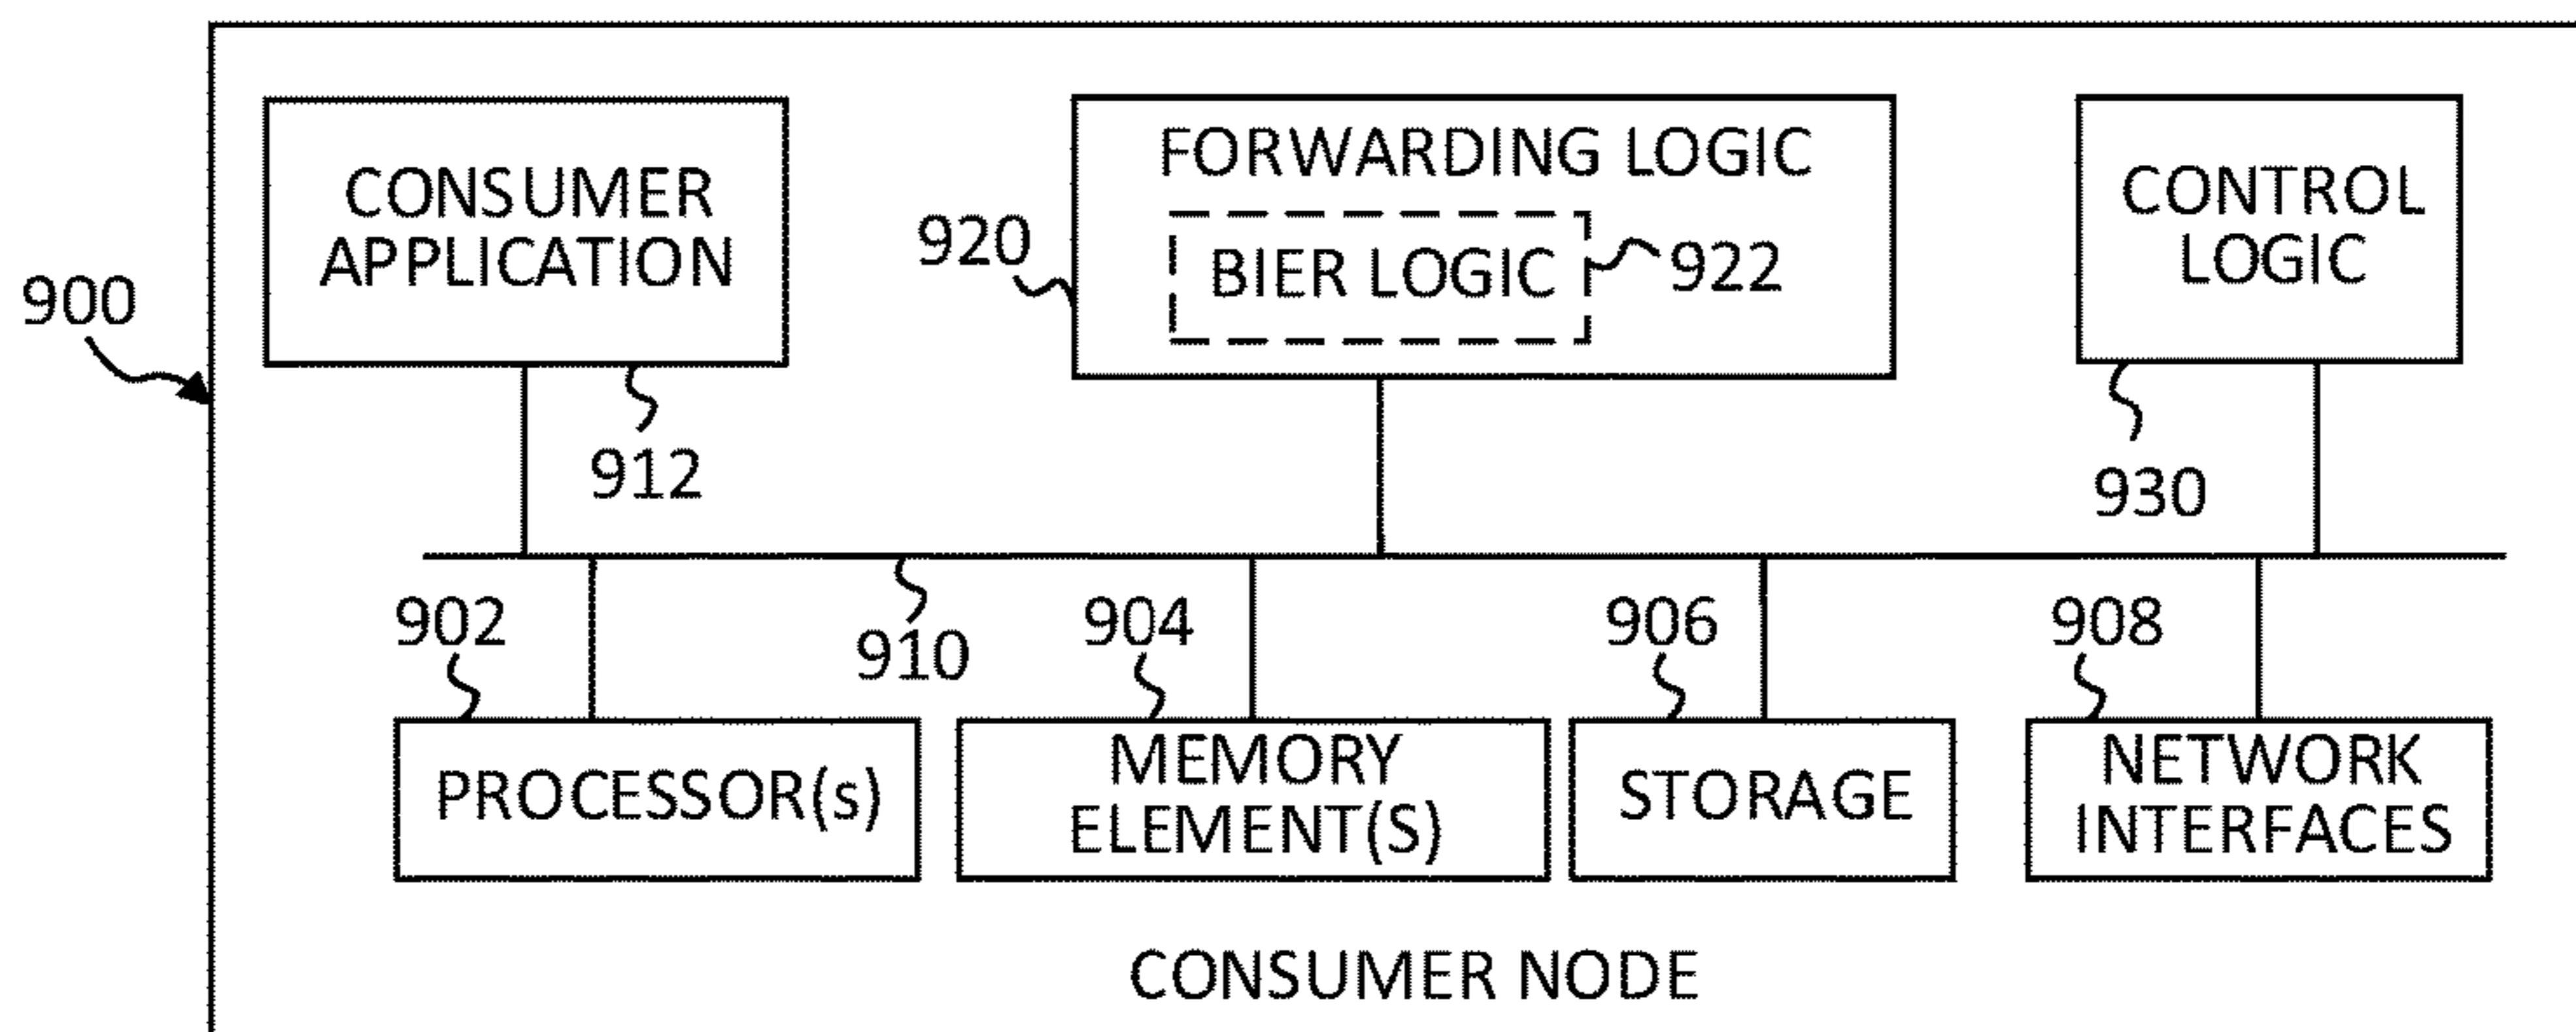 CONSUMER
APPLICATION
FORWARDING LOGIC
BIER LOGIC
CONTROL
LOGIC
900
920
922
912
930
902
910
904
906
908
PROCESSOR(s)
MEMORY
ELEMENT(S)
STORAGE
NETWORK
INTERFACES
CONSUMER NODE